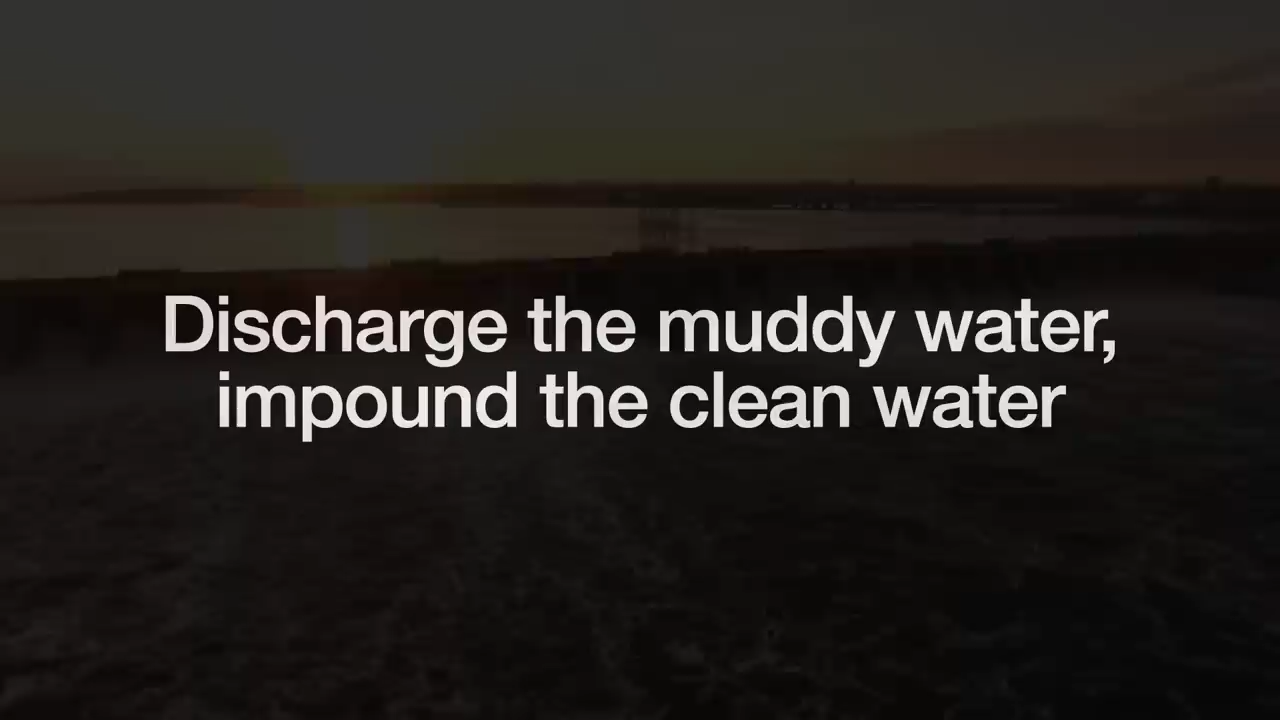 Discharge the muddy water,
impound the clean water